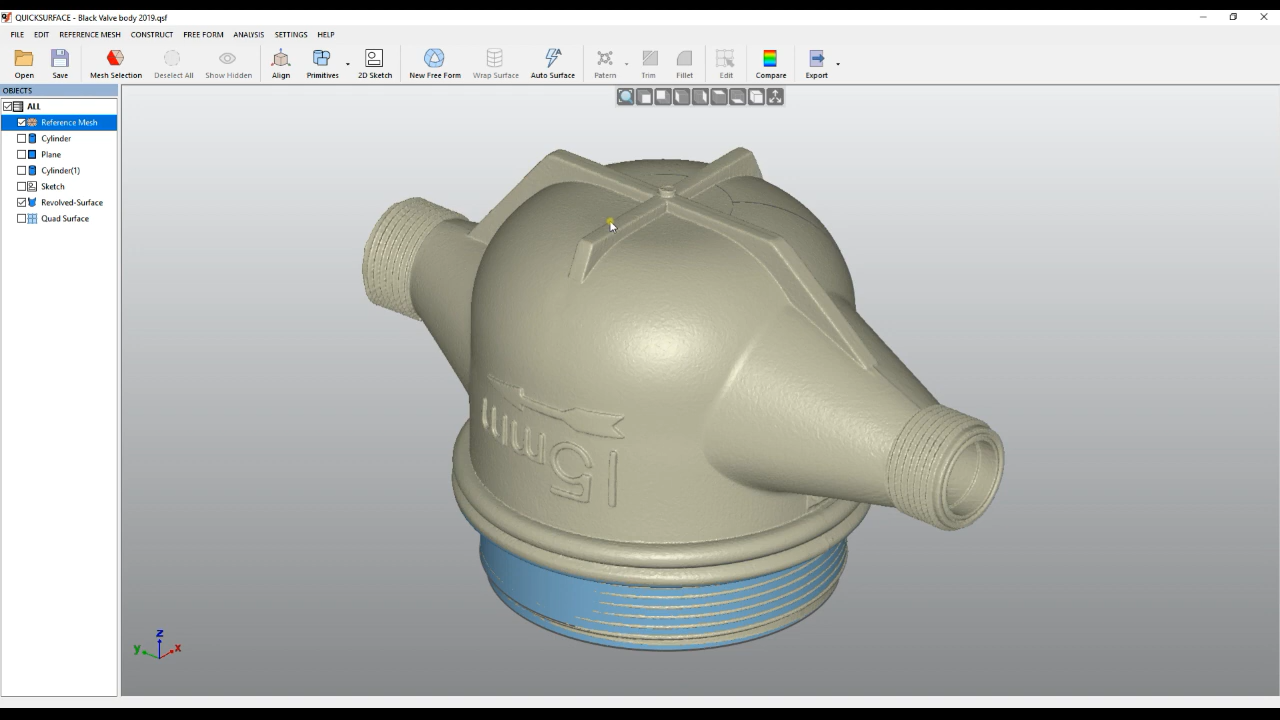 QUICKSURFACE - Black Valve body 2019.qsf
FILE EDIT REFERENCE MESH CONSTRUCT FREE FORM ANALYSIS SETTINGS HELP
Open Save Mesh Selection Deselect All Show Hidden Align Primitives 2D Sketch New Free Form Wrap Surface Auto Surface Patern Trim Fillet Edit Compare Export
OBJECTS
ALL
Reference Mesh
Cylinder
Plane
Cylinder(1)
Sketch
Revolved-Surface
Quad Surface
15mm
z
y x